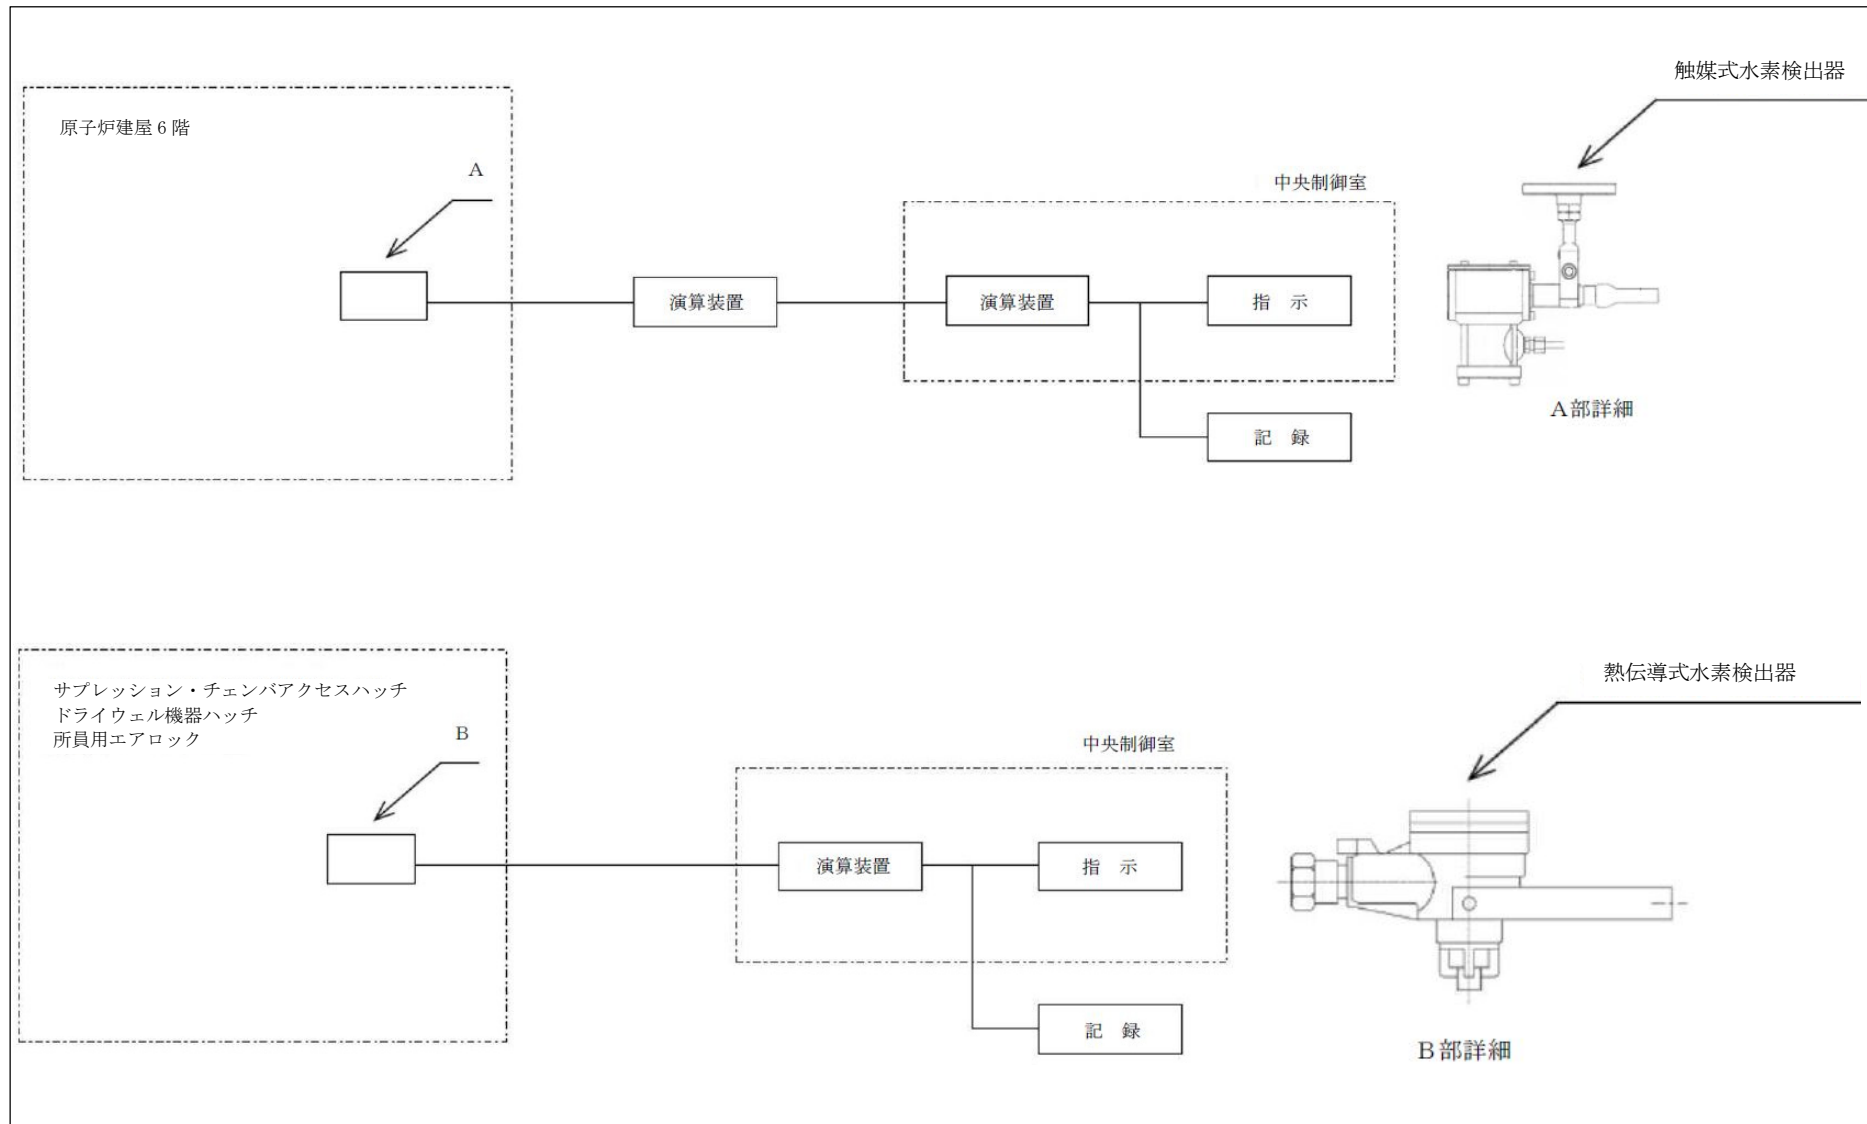 触媒式水素検出器
原子炉建屋6階
A
中央制御室
演算装置
演算装置
指 示
記 録
A部詳細
サプレッション・チェンバアクセスハッチ
ドライウェル機器ハッチ
所員用エアロック
B
中央制御室
熱伝導式水素検出器
演算装置
指 示
記 録
B部詳細